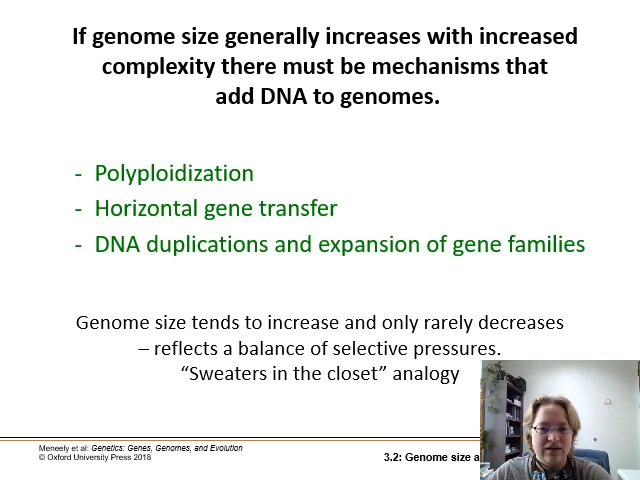 If genome size generally increases with increased
complexity there must be mechanisms that
add DNA to genomes.
- Polyploidization
- Horizontal gene transfer
- DNA duplications and expansion of gene families
Genome size tends to increase and only rarely decreases
– reflects a balance of selective pressures.
“Sweaters in the closet” analogy
Meneely et al: Genetics: Genes, Genomes, and Evolution
© Oxford University Press 2018
3.2: Genome size a